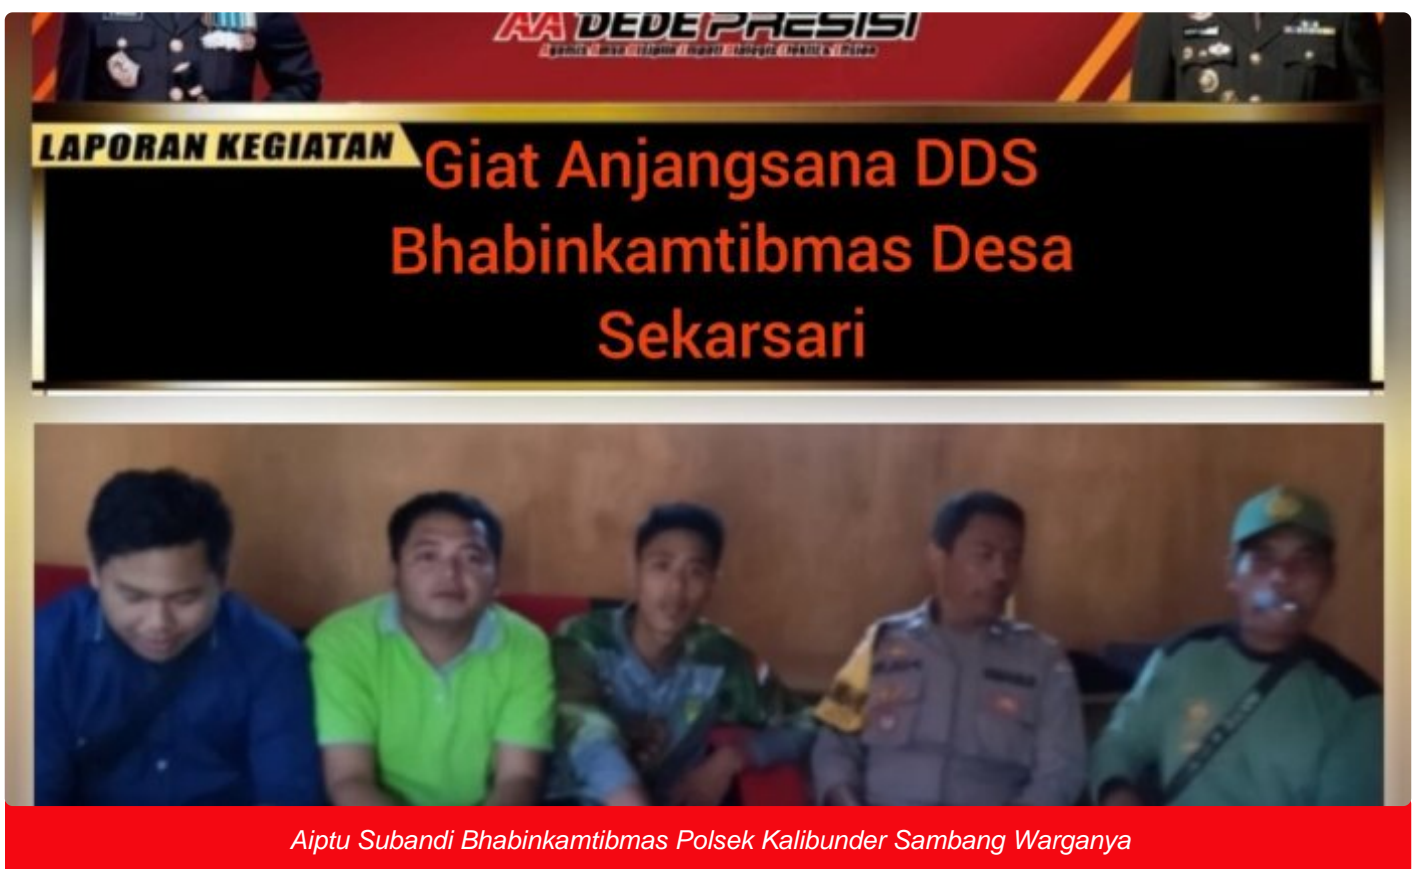 AA DEDE PRESISI
LAPORAN KEGIATAN
Giat Anjangsana DDS
Bhabinkamtibmas Desa
Sekarsari
Aiptu Subandi Bhabinkamtibmas Polsek Kalibunder Sambang Warganya